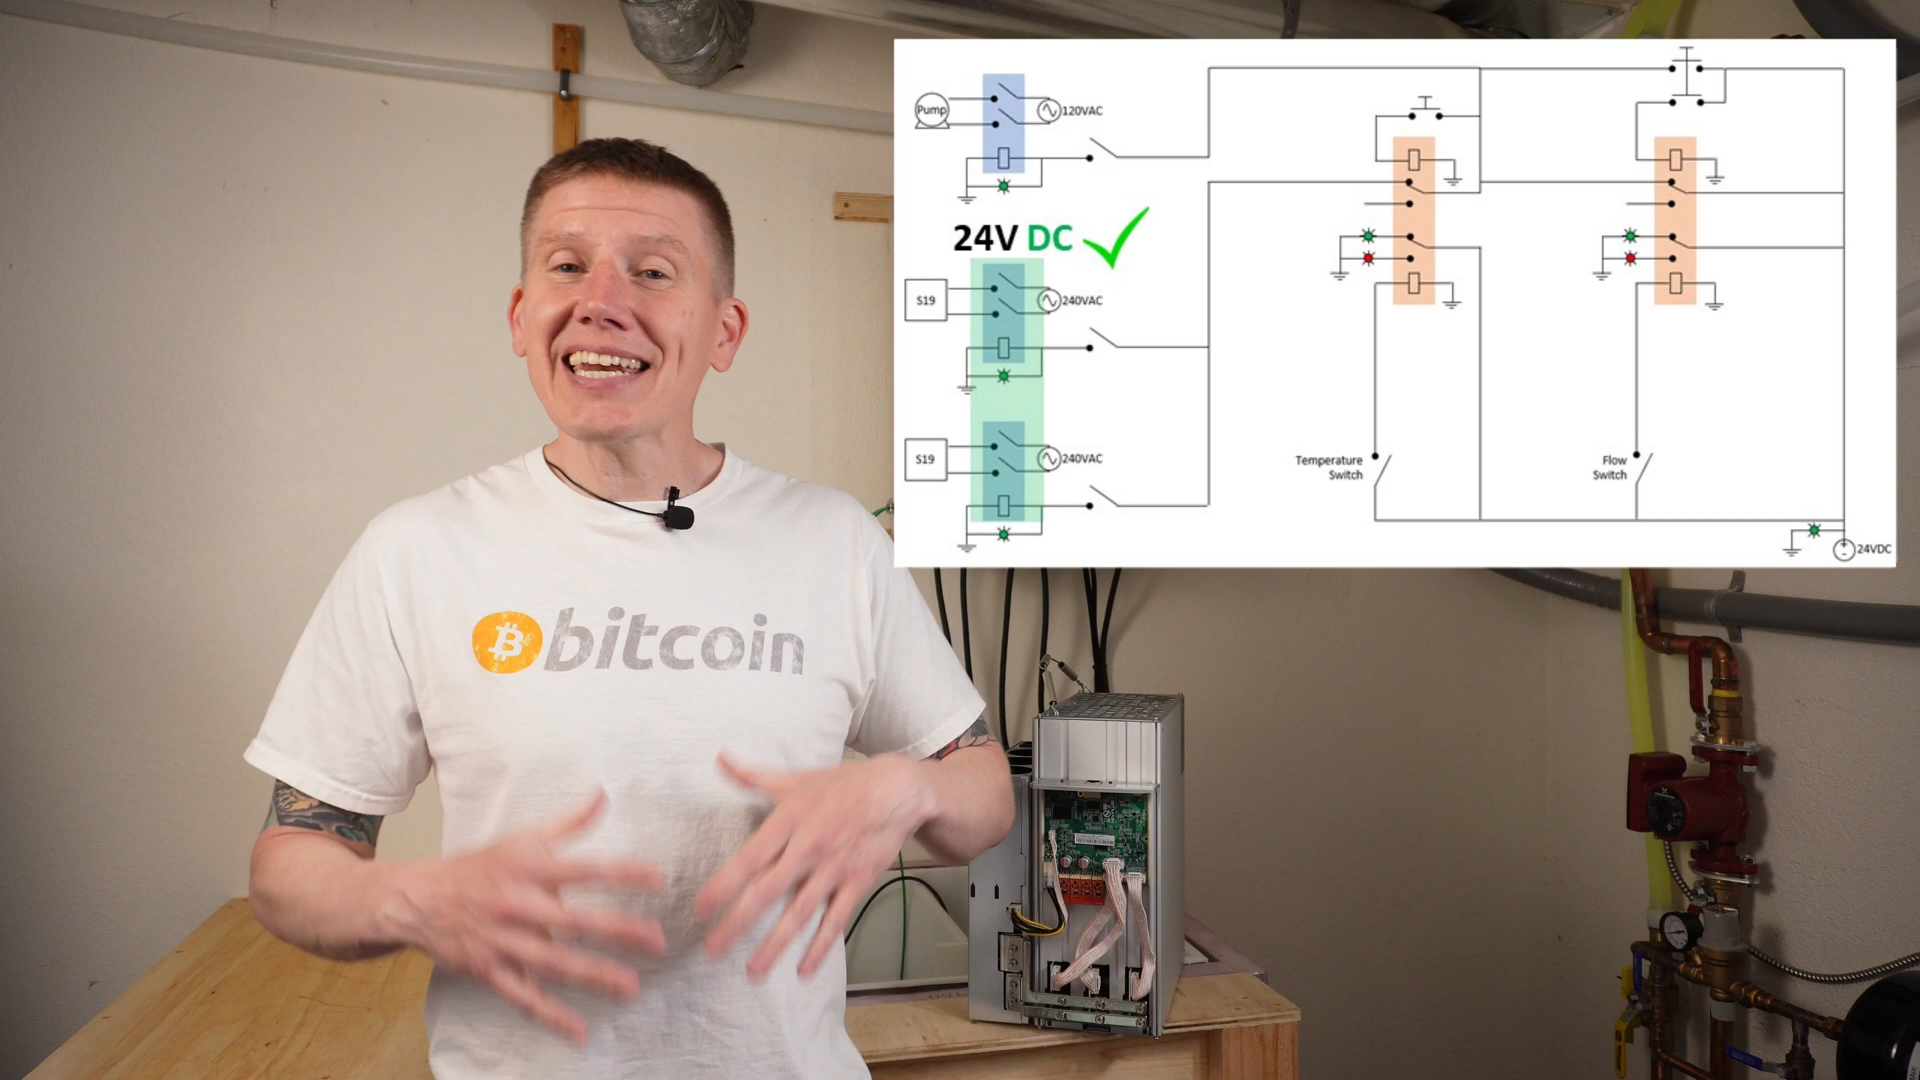 Pump
120VAC
24V DC
S19
240VAC
S19
240VAC
Temperature
Switch
Flow
Switch
24VDC
bitcoin